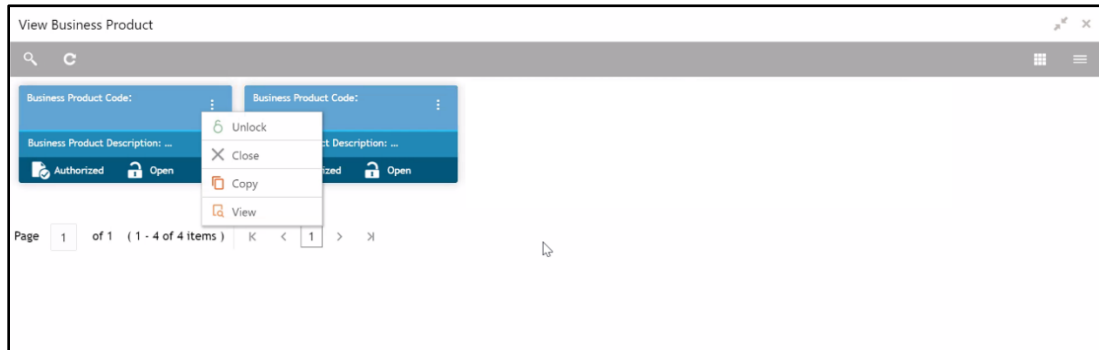 View Business Product
Business Product Code:
Business Product Code:
Unlock
Business Product Description: ...
ct Description: ...
Close
Authorized
Open
ized
Open
Copy
View
Page 1 of 1 ( 1 - 4 of 4 items ) 1